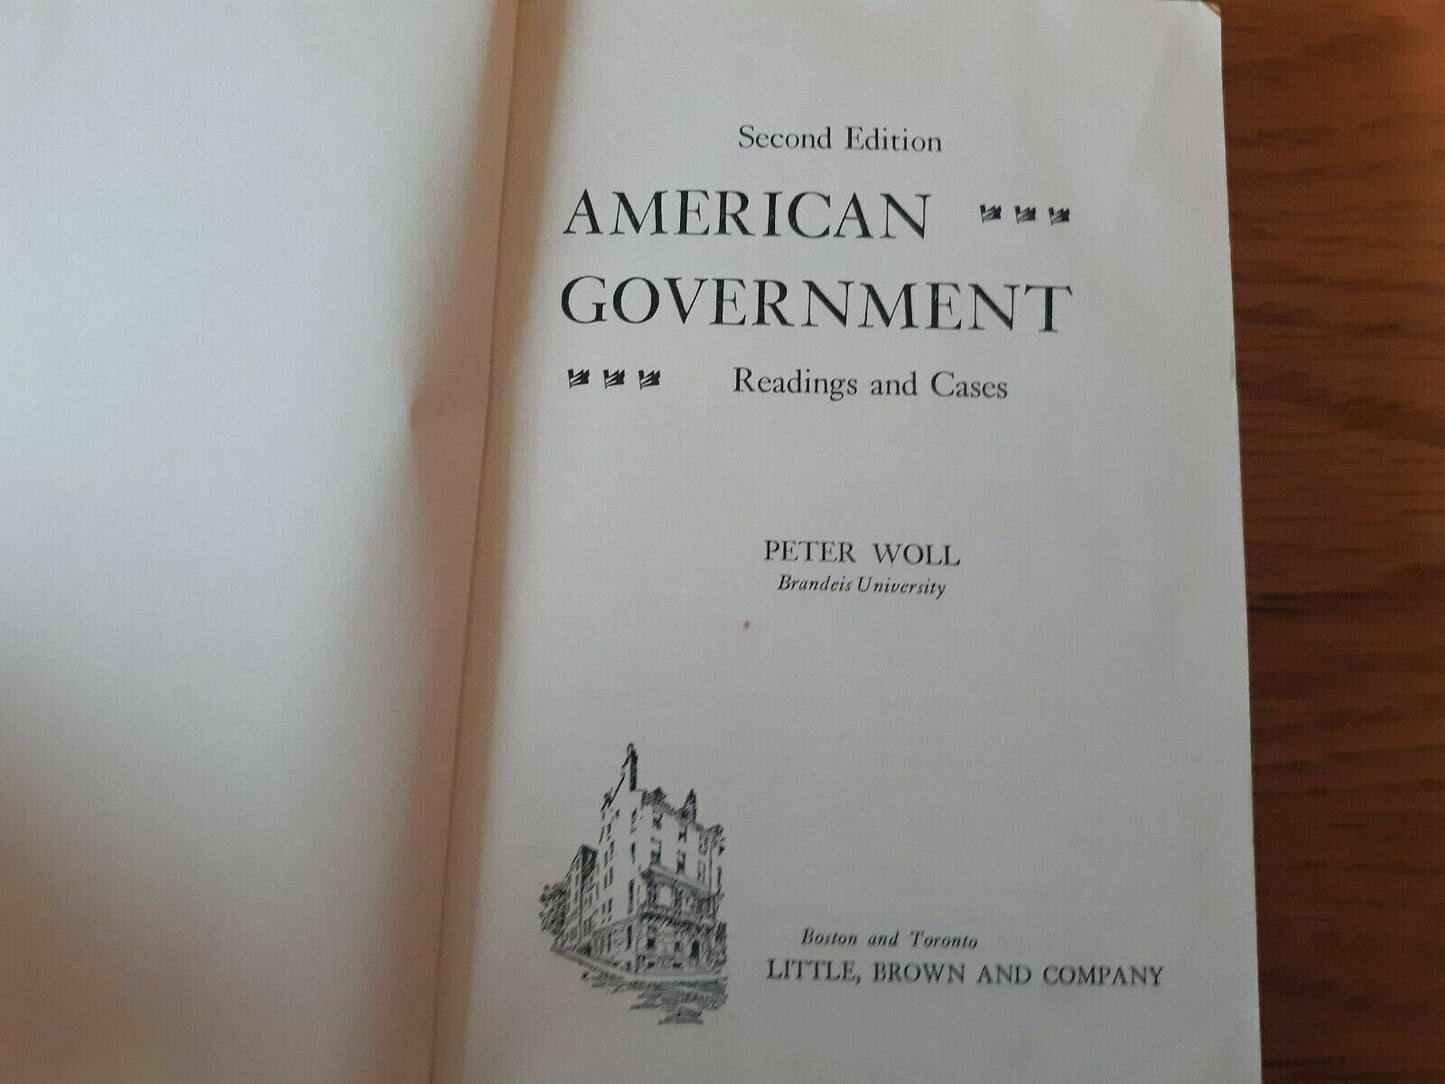 Second Edition
AMERICAN
GOVERNMENT
Readings and Cases
PETER WOLL
Brandeis University
Boston and Toronto
LITTLE, BROWN AND COMPANY